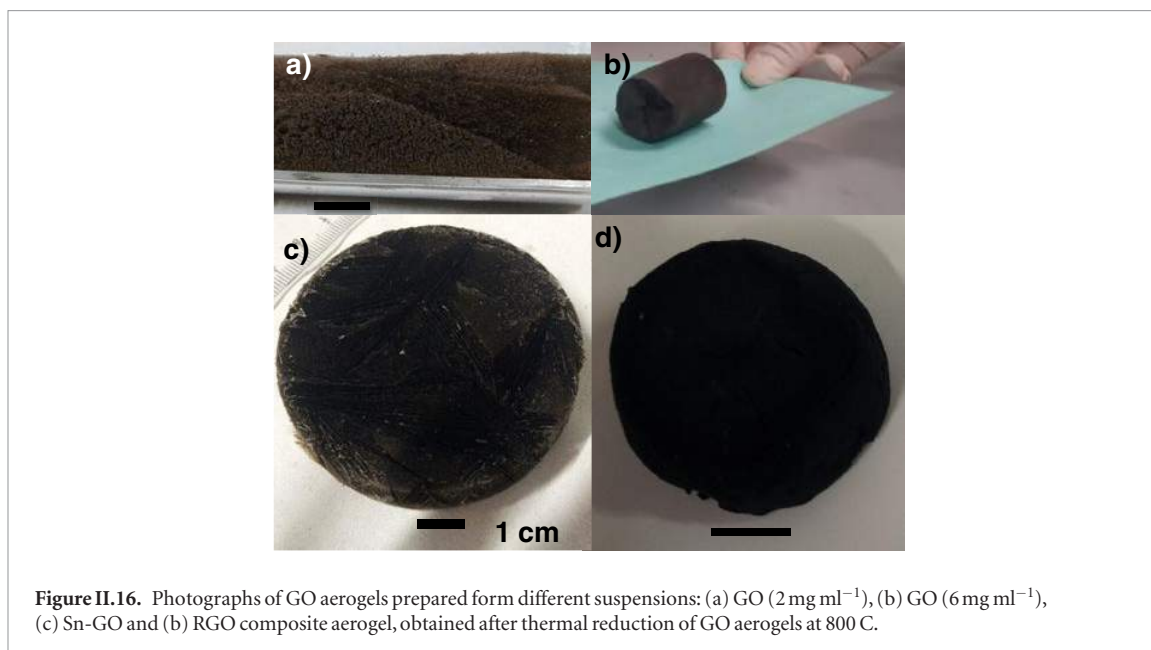 a)
b)
c)
d)
1 cm
Figure II.16. Photographs of GO aerogels prepared form different suspensions: (a) GO (2 mg ml⁻¹), (b) GO (6 mg ml⁻¹),
(c) Sn-GO and (b) RGO composite aerogel, obtained after thermal reduction of GO aerogels at 800 C.